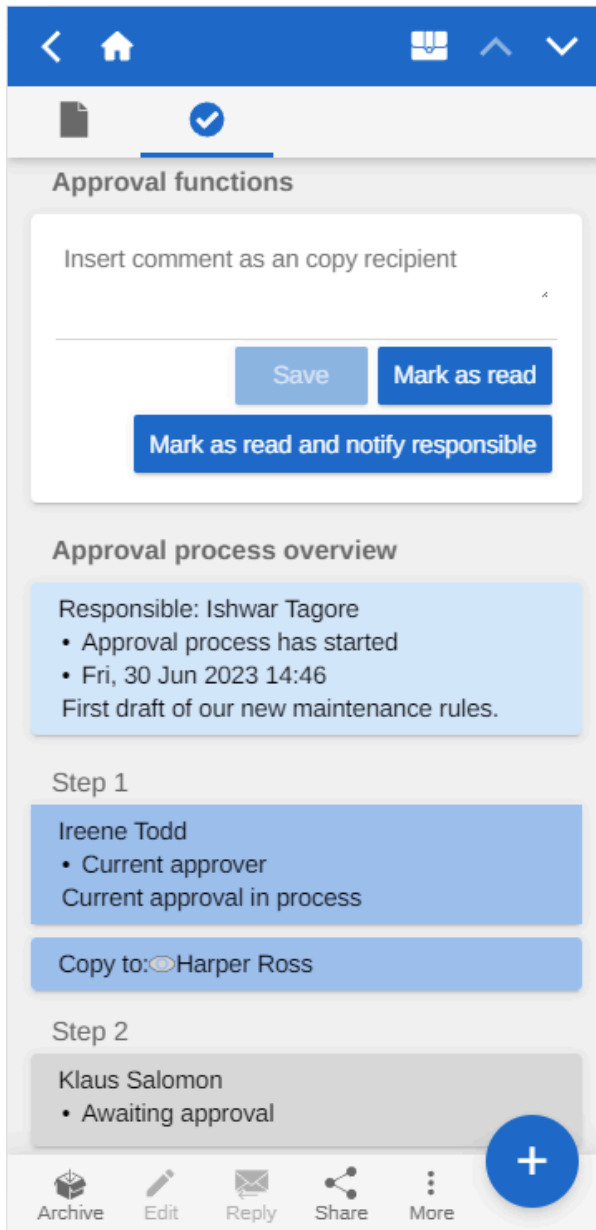 Approval functions
Insert comment as an copy recipient
Save
Mark as read
Mark as read and notify responsible
Approval process overview
Responsible: Ishwar Tagore
• Approval process has started
• Fri, 30 Jun 2023 14:46
First draft of our new maintenance rules.
Step 1
Ireene Todd
• Current approver
Current approval in process
Copy to: Harper Ross
Step 2
Klaus Salomon
• Awaiting approval
Archive
Edit
Reply
Share
More